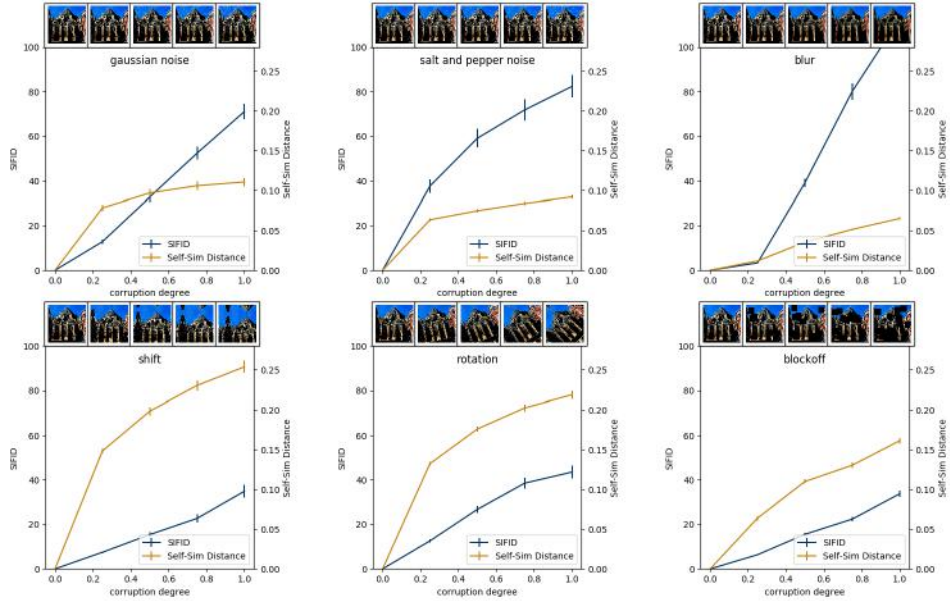 gaussian noise
100
80
60
40
20
0
SIFID
0.25
0.20
0.15
0.10
0.05
0.00
Self-Sim Distance
SIFID
Self-Sim Distance
0.0 0.2 0.4 0.6 0.8 1.0
corruption degree
salt and pepper noise
100
80
60
40
20
0
SIFID
0.25
0.20
0.15
0.10
0.05
0.00
Self-Sim Distance
SIFID
Self-Sim Distance
0.0 0.2 0.4 0.6 0.8 1.0
corruption degree
blur
100
80
60
40
20
0
SIFID
0.25
0.20
0.15
0.10
0.05
0.00
Self-Sim Distance
SIFID
Self-Sim Distance
0.0 0.2 0.4 0.6 0.8 1.0
corruption degree
shift
100
80
60
40
20
0
SIFID
0.25
0.20
0.15
0.10
0.05
0.00
Self-Sim Distance
SIFID
Self-Sim Distance
0.0 0.2 0.4 0.6 0.8 1.0
corruption degree
rotation
100
80
60
40
20
0
SIFID
0.25
0.20
0.15
0.10
0.05
0.00
Self-Sim Distance
SIFID
Self-Sim Distance
0.0 0.2 0.4 0.6 0.8 1.0
corruption degree
blockoff
100
80
60
40
20
0
SIFID
0.25
0.20
0.15
0.10
0.05
0.00
Self-Sim Distance
SIFID
Self-Sim Distance
0.0 0.2 0.4 0.6 0.8 1.0
corruption degree